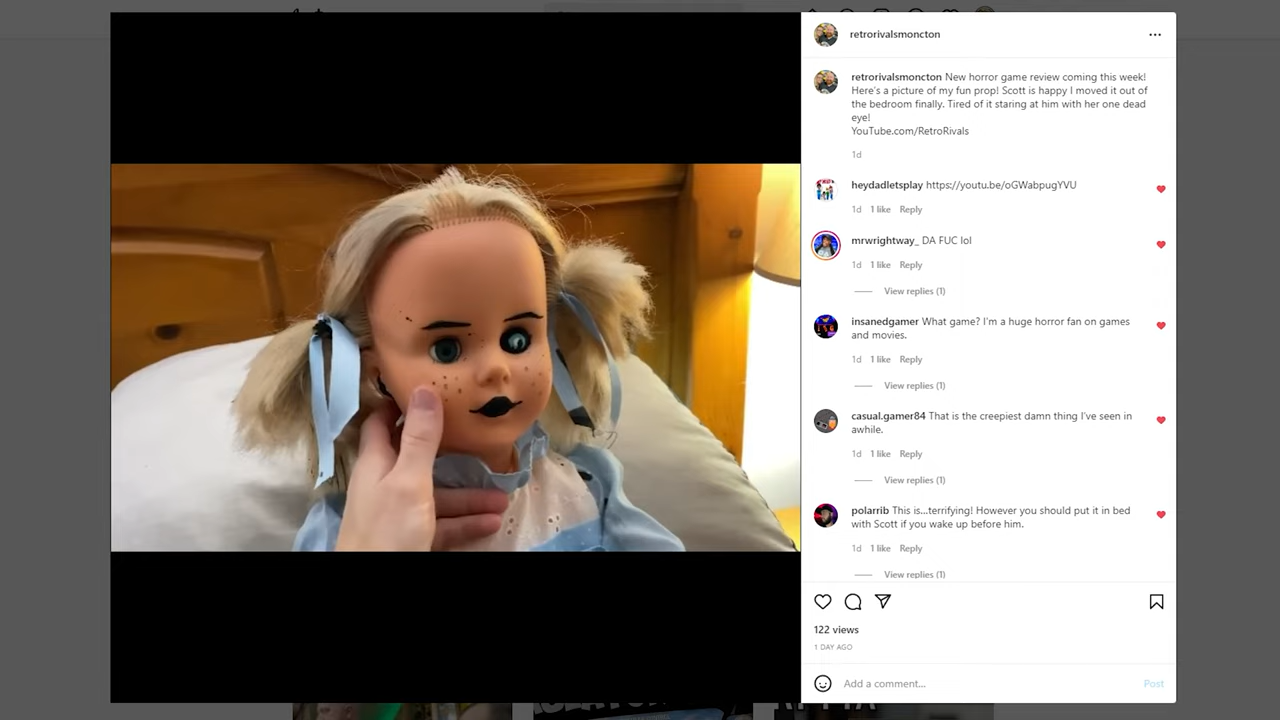 retrorivalsmoncton
retrorivalsmoncton New horror game review coming this week!
Here's a picture of my fun prop! Scott is happy I moved it out of
the bedroom finally. Tired of it staring at him with her one dead
eye!
YouTube.com/RetroRivals
1d
heydadletsplay https://youtu.be/oGWabpugYVU
1d 1 like Reply
mrwrightway_ DA FUC lol
1d 1 like Reply
View replies (1)
insanedgamer What game? I'm a huge horror fan on games
and movies.
1d 1 like Reply
View replies (1)
casual.gamer84 That is the creepiest damn thing I've seen in
awhile.
1d 1 like Reply
View replies (1)
polarrib This is...terrifying! However you should put it in bed
with Scott if you wake up before him.
1d 1 like Reply
View replies (1)
122 views
1 DAY AGO
Add a comment...
Post